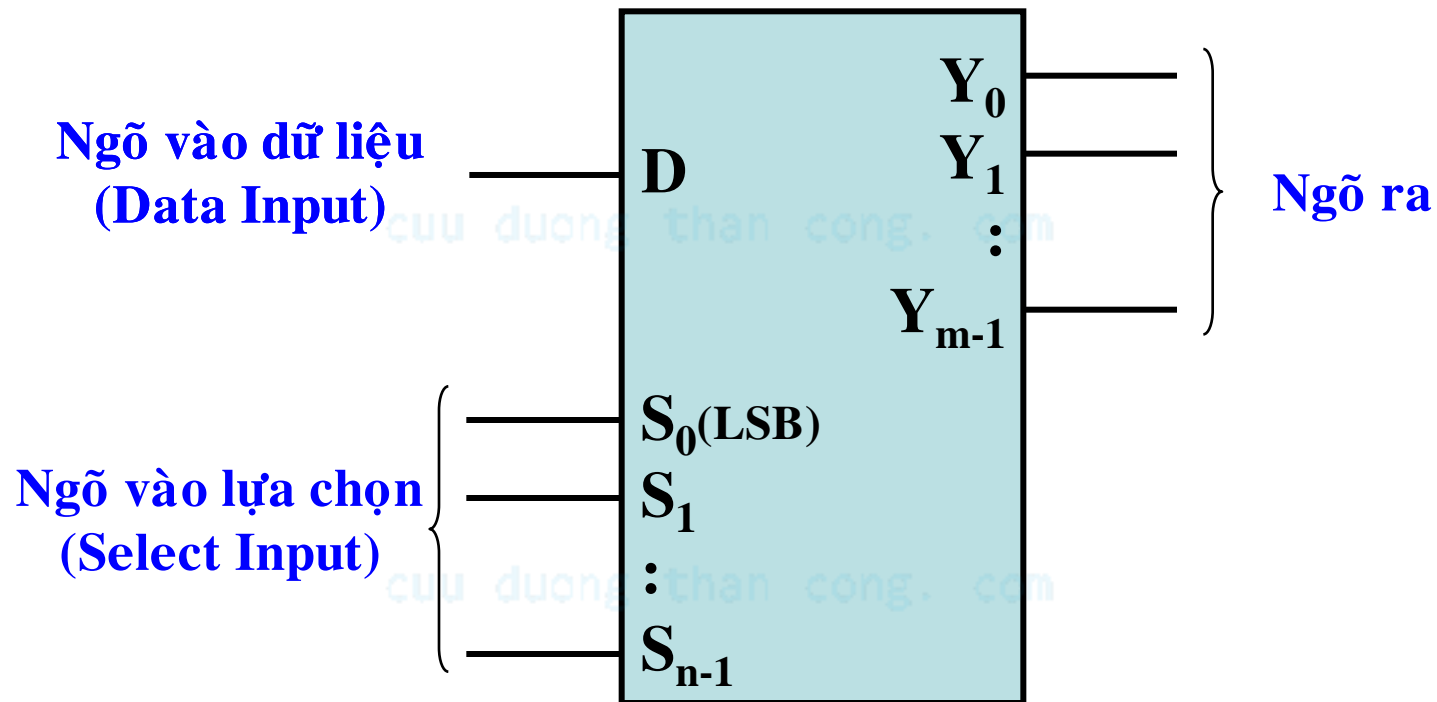 Ngõ vào dữ liệu
(Data Input)
D
Y0
Y1
:
Ym-1
Ngõ ra
cuu duong than cong. com
Ngõ vào lựa chọn
(Select Input)
S0(LSB)
S1
:
Sn-1
cuu duong than cong. com